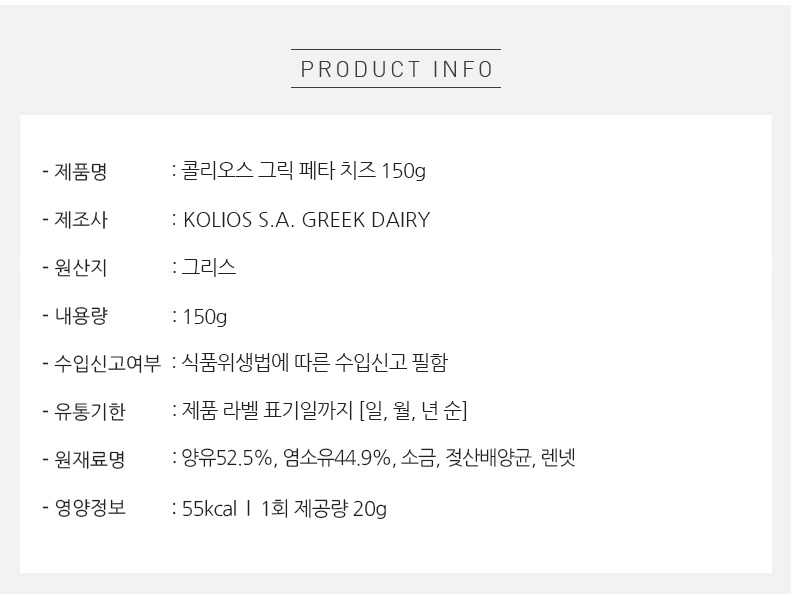 PRODUCT INFO
- 제품명 : 콜리오스 그릭 페타 치즈 150g
- 제조사 : KOLIOS S.A. GREEK DAIRY
- 원산지 : 그리스
- 내용량 : 150g
- 수입신고여부 : 식품위생법에 따른 수입신고 필함
- 유통기한 : 제품 라벨 표기일까지 [일, 월, 년 순]
- 원재료명 : 양유52.5%, 염소유44.9%, 소금, 젖산배양균, 렌넷
- 영양정보 : 55kcal ㅣ 1회 제공량 20g